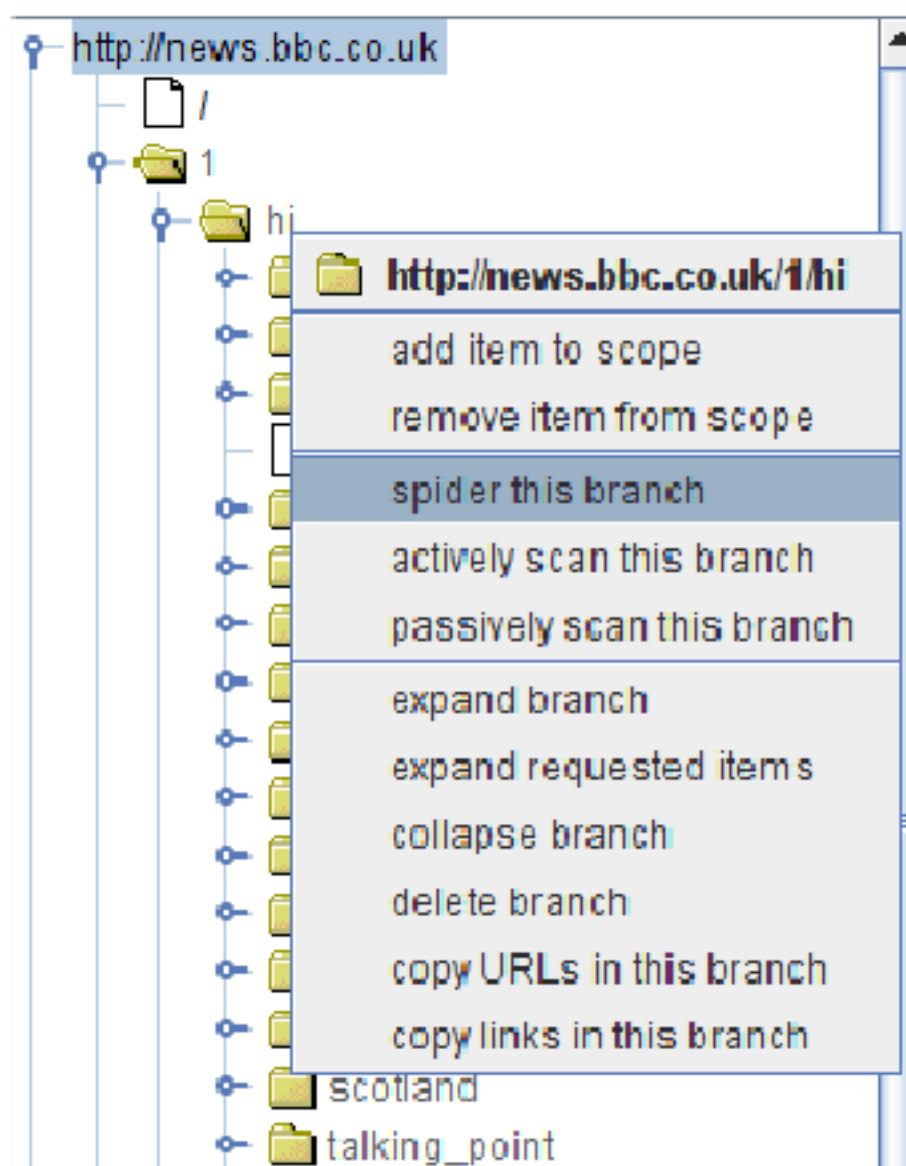 http://news.bbc.co.uk
/
1
hi
http://news.bbc.co.uk/1/hi
add item to scope
remove item from scope
spider this branch
actively scan this branch
passively scan this branch
expand branch
expand requested items
collapse branch
delete branch
copy URLs in this branch
copy links in this branch
scotland
talking_point